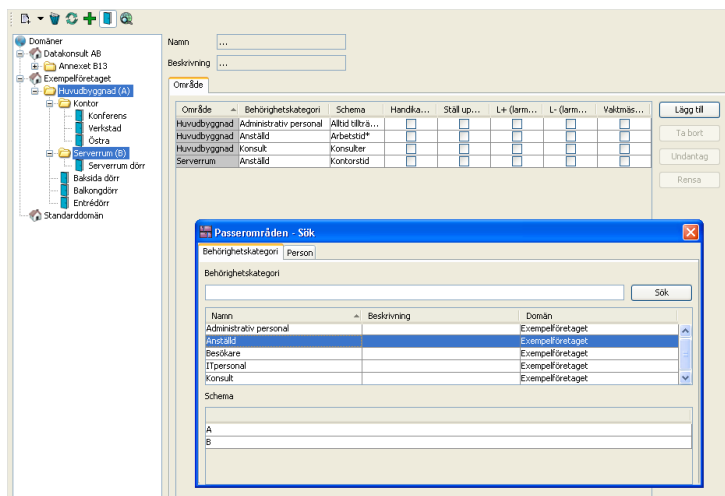 Domäner
Datakonsult AB
Annexet B13
Exempelföretaget
Huvudbyggnad (A)
Kontor
Konferens
Verkstad
Östra
Serverrum (B)
Serverrum dörr
Baksida dörr
Balkongdörr
Entrédörr
Standarddomän
Namn ...
Beskrivning ...
Område
Område Behörighetskategori Schema Handika... Ställ up... L+ (larm... L- (larm... Vaktmäs...
Huvudbyggnad Administrativ personal Alltid tillträ...
Huvudbyggnad Anställd Arbetstid*
Huvudbyggnad Konsult Konsulter
Serverrum Anställd Kontorstid
Lägg till
Ta bort
Undantag
Rensa
Passerområden - Sök
Behörighetskategori Person
Behörighetskategori
Sök
Namn Beskrivning Domän
Administrativ personal Exempelföretaget
Anställd Exempelföretaget
Besökare Exempelföretaget
ITpersonal Exempelföretaget
Konsult Exempelföretaget
Schema
A
B